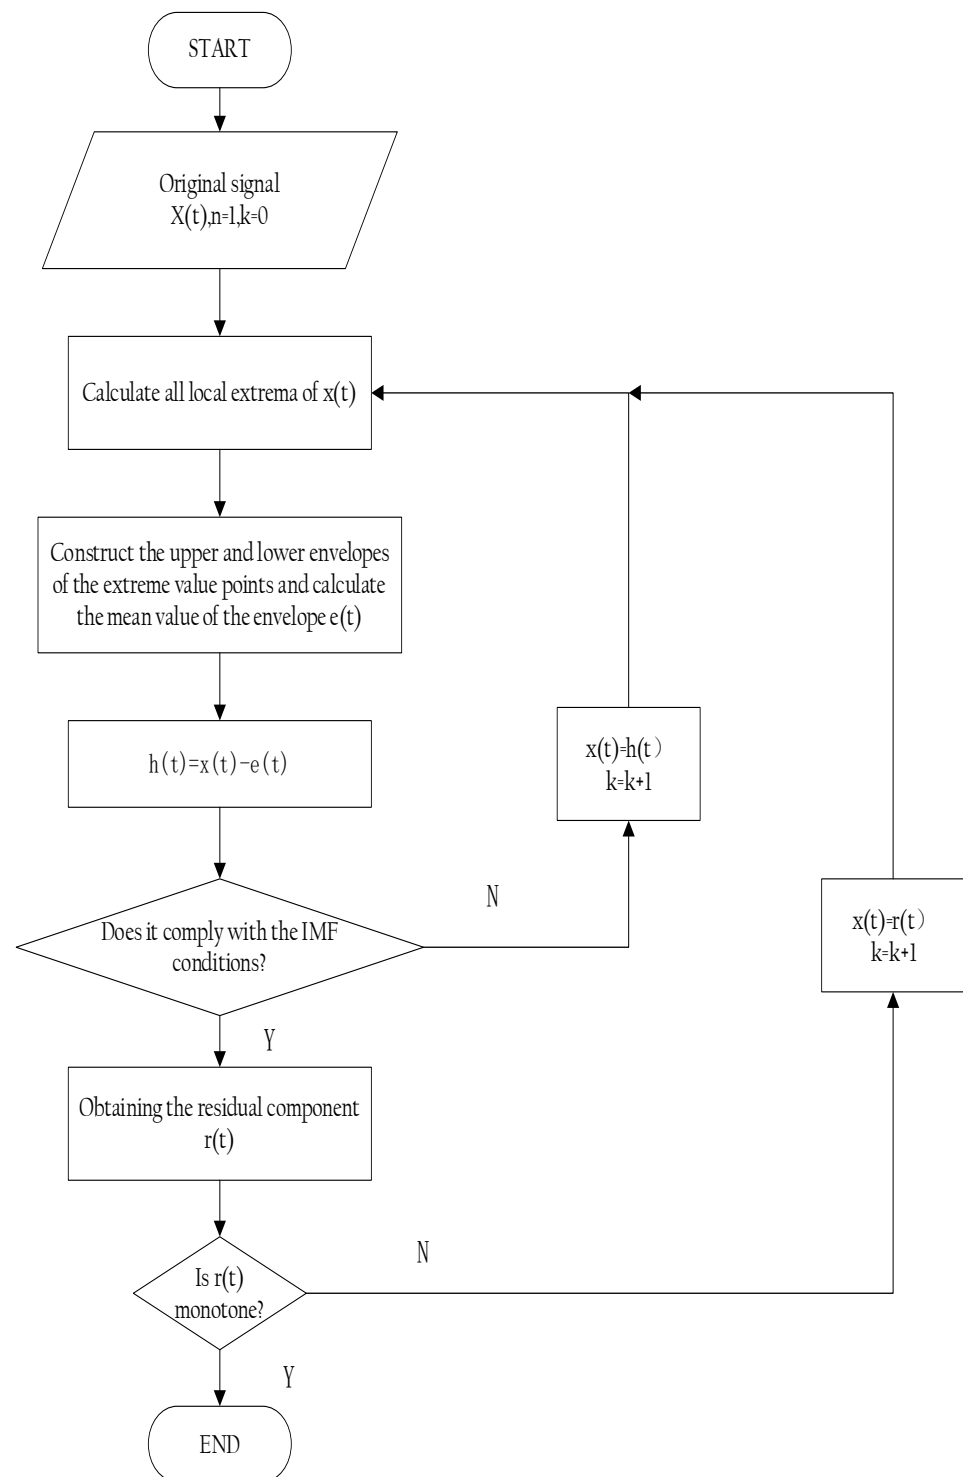 START
Original signal
X(t),n=1,k=0
Calculate all local extrema of x(t)
Construct the upper and lower envelopes
of the extreme value points and calculate
the mean value of the envelope e(t)
h(t)=x(t)-e(t)
x(t)=h(t）
k=k+1
Does it comply with the IMF
conditions?
N
x(t)=r(t）
k=k+1
Y
Obtaining the residual component
r(t)
Is r(t)
monotone?
N
Y
END